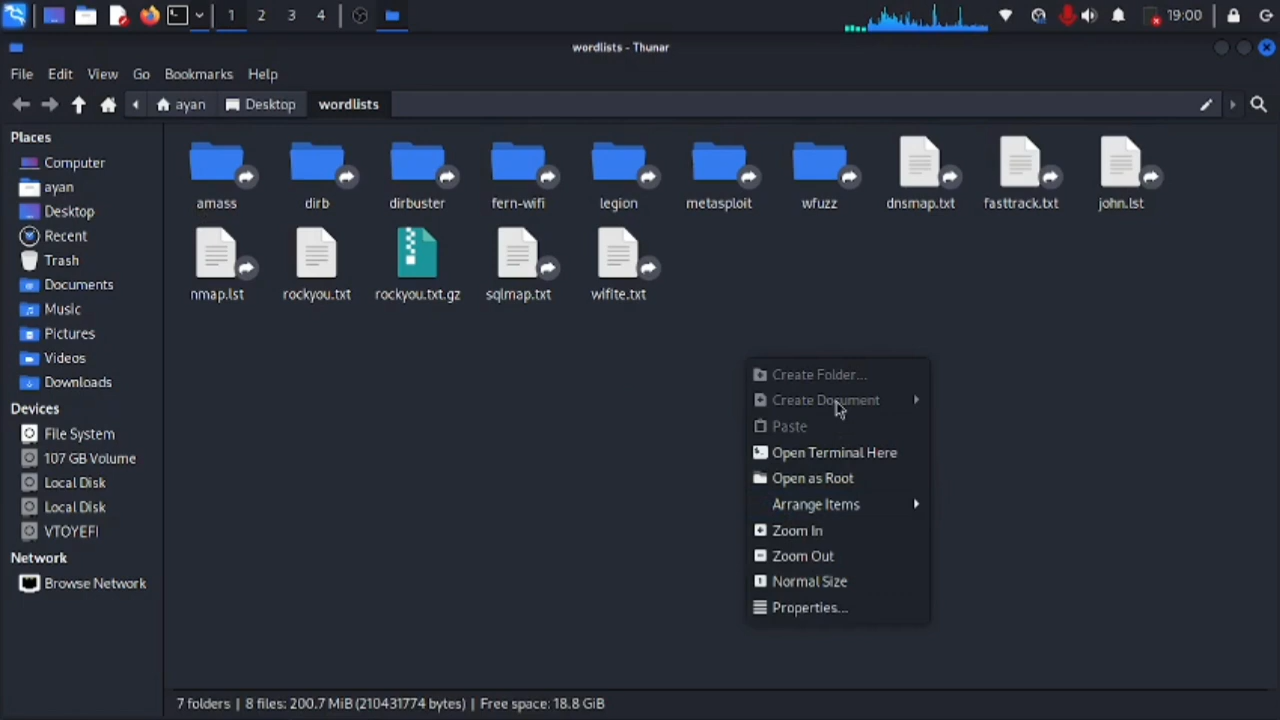 1 2 3 4 19:00
wordlists - Thunar
File Edit View Go Bookmarks Help
ayan Desktop wordlists
Places
Computer
ayan
Desktop
Recent
Trash
Documents
Music
Pictures
Videos
Downloads
Devices
File System
107 GB Volume
Local Disk
Local Disk
VTOYEFI
Network
Browse Network
amass dirb dirbuster fern-wifi legion metasploit wfuzz dnsmap.txt fasttrack.txt john.lst
nmap.lst rockyou.txt rockyou.txt.gz sqlmap.txt wifite.txt
Create Folder...
Create Document
Paste
Open Terminal Here
Open as Root
Arrange Items
Zoom In
Zoom Out
Normal Size
Properties...
7 folders | 8 files: 200.7 MiB (210431774 bytes) | Free space: 18.8 GiB